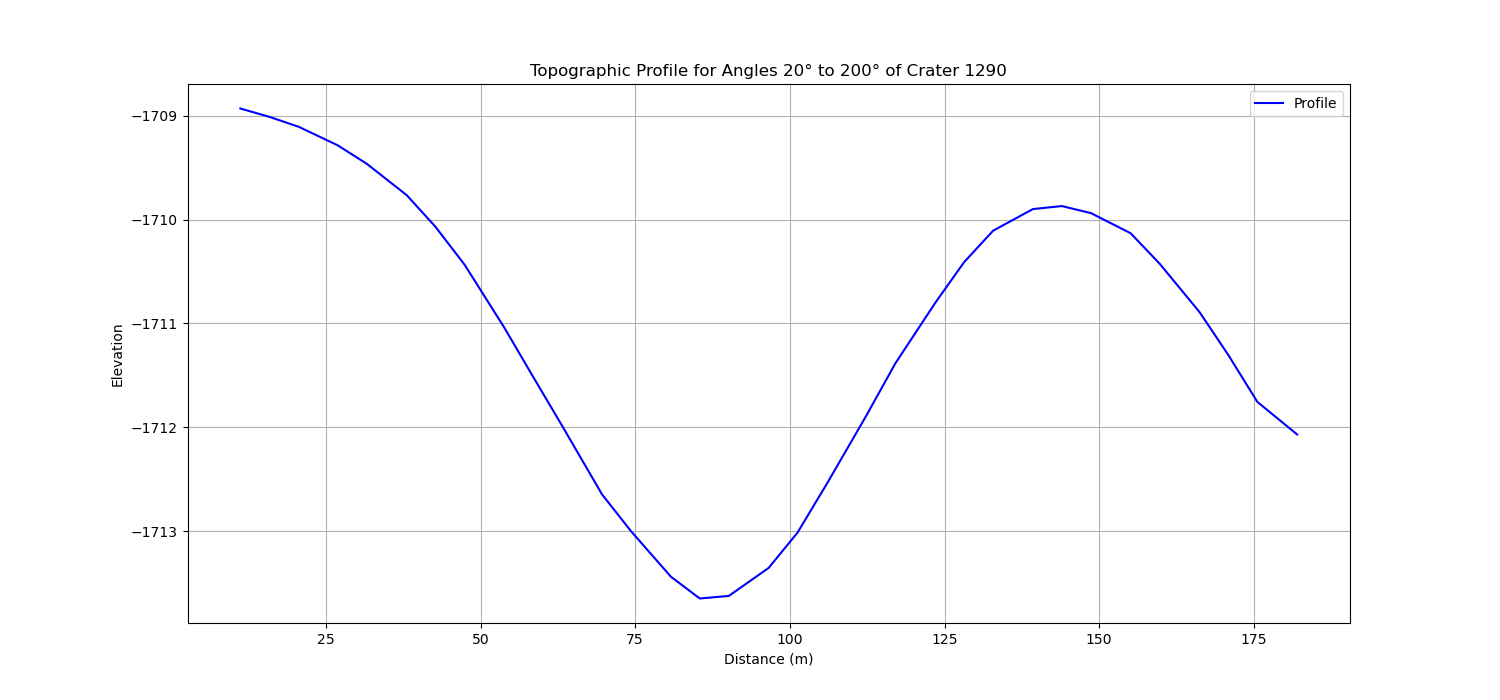 Topographic Profile for Angles 20° to 200° of Crater 1290
Profile
−1709
−1710
−1711
−1712
−1713
Elevation
25 50 75 100 125 150 175
Distance (m)